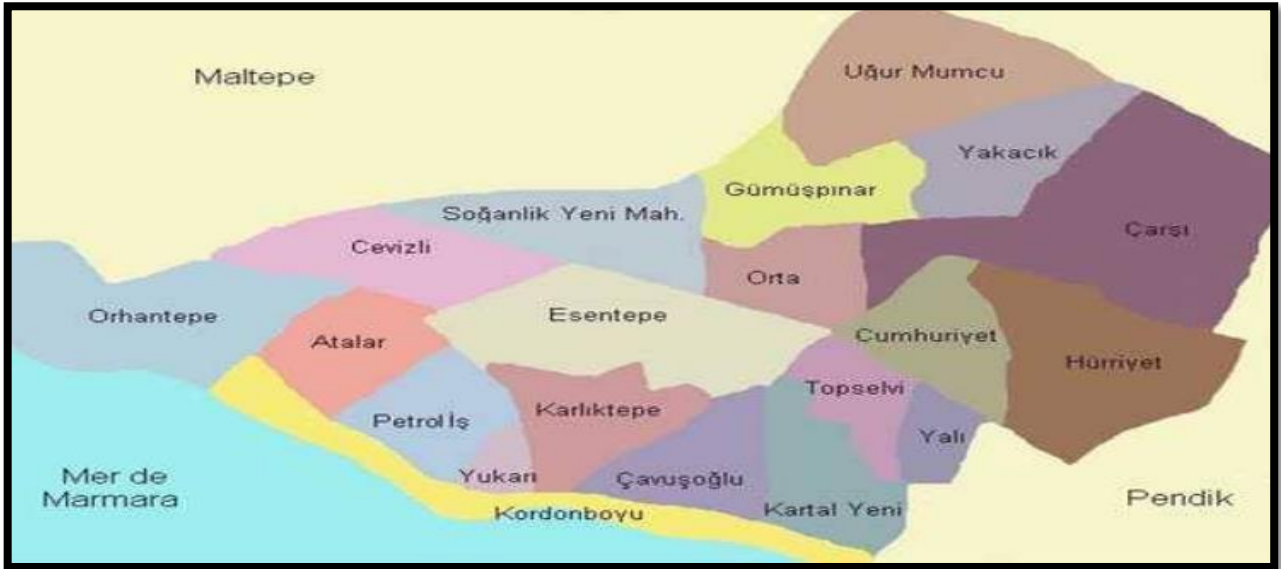 Maltepe
Uğur Mumcu
Yakacık
Gümüşpınar
Soğanlik Yeni Mah.
Çarşı
Cevizli
Orta
Orhantepe
Esentepe
Atalar
Cumhuriyet
Hürriyet
Topselvi
Karlıktepe
Petrol İş
Yalı
Yukarı
Çavuşoğlu
Mer de
Marmara
Pendik
Kordonboyu
Kartal Yeni